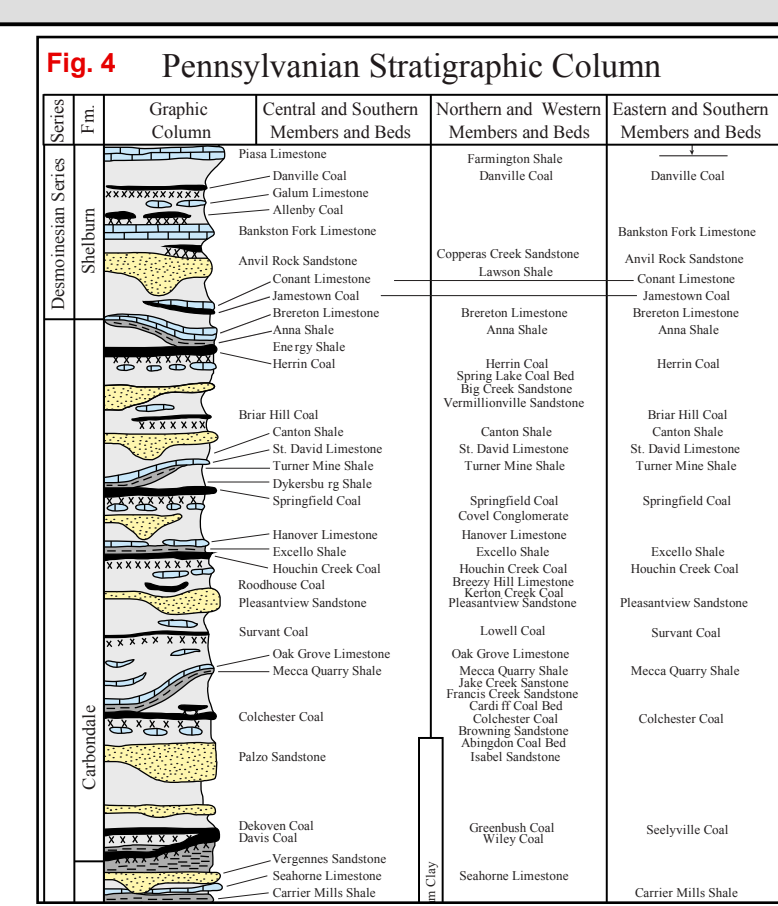 Fig. 4 Pennsylvanian Stratigraphic Column
Series
Fm.
Graphic Column
Central and Southern Members and Beds
Northern and Western Members and Beds
Eastern and Southern Members and Beds
Desmoinesian Series
Shelburn
Carbondale
Piasa Limestone
Danville Coal
Galum Limestone
Allenby Coal
Bankston Fork Limestone
Anvil Rock Sandstone
Conant Limestone
Jamestown Coal
Brereton Limestone
Anna Shale
Energy Shale
Herrin Coal
Briar Hill Coal
Canton Shale
St. David Limestone
Turner Mine Shale
Dykersbu rg Shale
Springfield Coal
Hanover Limestone
Excello Shale
Houchin Creek Coal
Roodhouse Coal
Pleasantview Sandstone
Survant Coal
Oak Grove Limestone
Mecca Quarry Shale
Colchester Coal
Palzo Sandstone
Dekoven Coal
Davis Coal
Vergennes Sandstone
Seahorne Limestone
Carrier Mills Shale
Farmington Shale
Danville Coal
Copperas Creek Sandstone
Lawson Shale
Brereton Limestone
Anna Shale
Herrin Coal
Spring Lake Coal Bed
Big Creek Sandstone
Vermillionville Sandstone
Canton Shale
St. David Limestone
Turner Mine Shale
Springfield Coal
Covel Conglomerate
Hanover Limestone
Excello Shale
Houchin Creek Coal
Breezy Hill Limestone
Kerton Creek Coal
Pleasantview Sandstone
Lowell Coal
Oak Grove Limestone
Mecca Quarry Shale
Jake Creek Sanstone
Francis Creek Sandstone
Cardi ff Coal Bed
Colchester Coal
Browning Sandstone
Abingdon Coal Bed
Isabel Sandstone
Greenbush Coal
Wiley Coal
Seahorne Limestone
Clay
Danville Coal
Bankston Fork Limestone
Anvil Rock Sandstone
Conant Limestone
Jamestown Coal
Brereton Limestone
Anna Shale
Herrin Coal
Briar Hill Coal
Canton Shale
St. David Limestone
Turner Mine Shale
Springfield Coal
Excello Shale
Houchin Creek Coal
Pleasantview Sandstone
Survant Coal
Mecca Quarry Shale
Colchester Coal
Seelyville Coal
Carrier Mills Shale